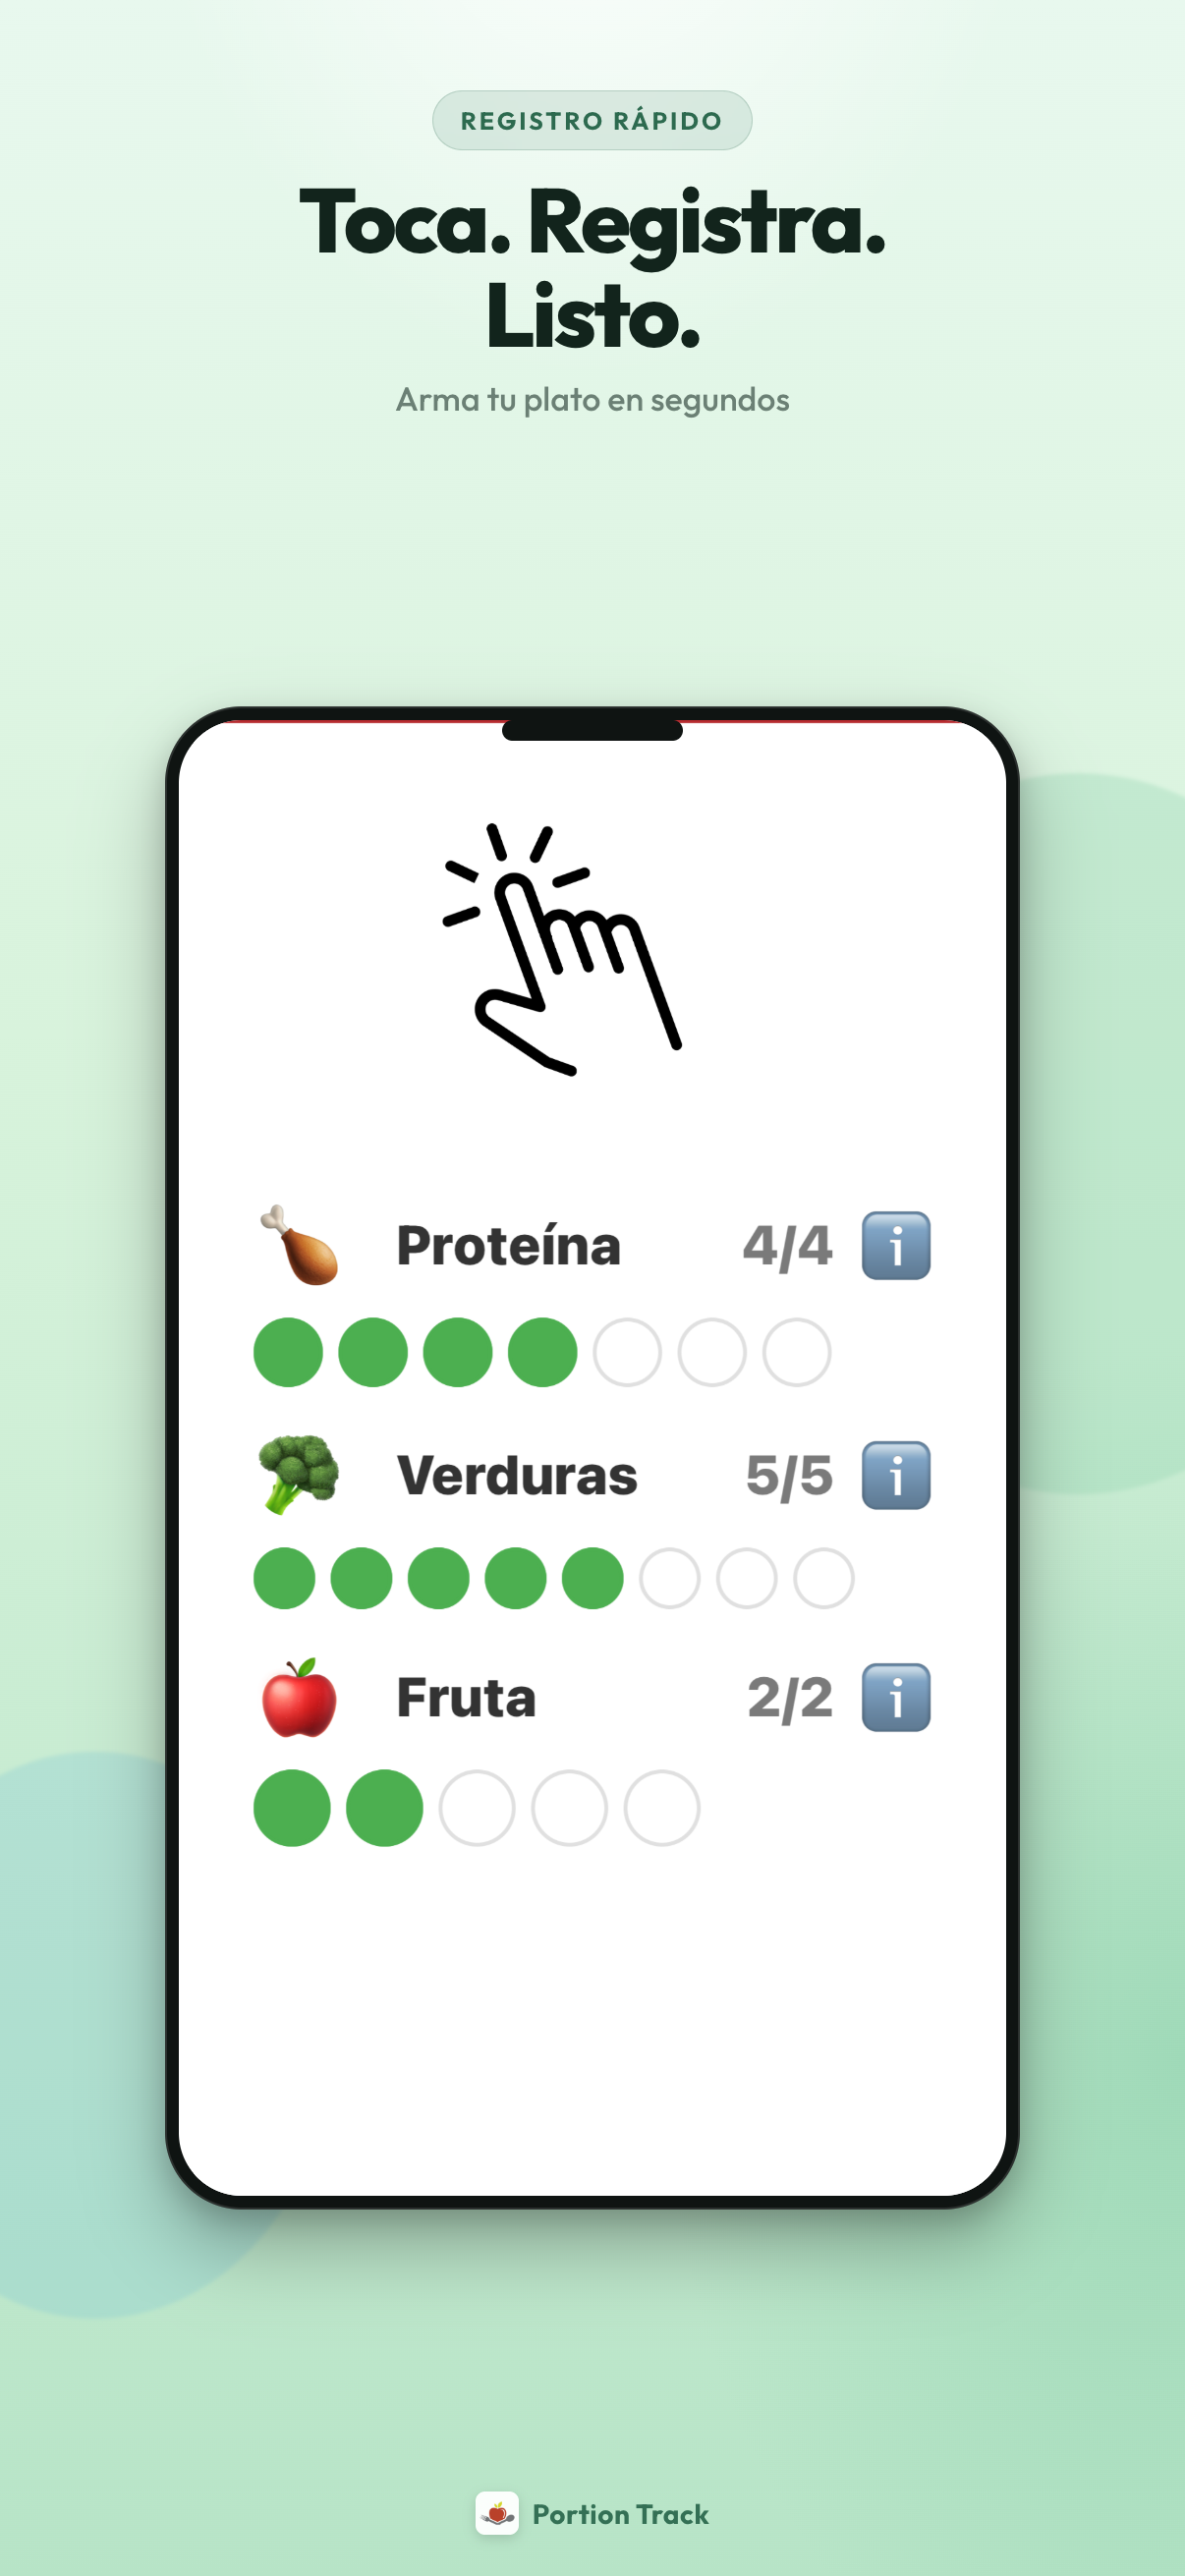 REGISTRO RÁPIDO
Toca. Registra.
Listo.
Arma tu plato en segundos
Proteína 4/4 i
Verduras 5/5 i
Fruta 2/2 i
Portion Track